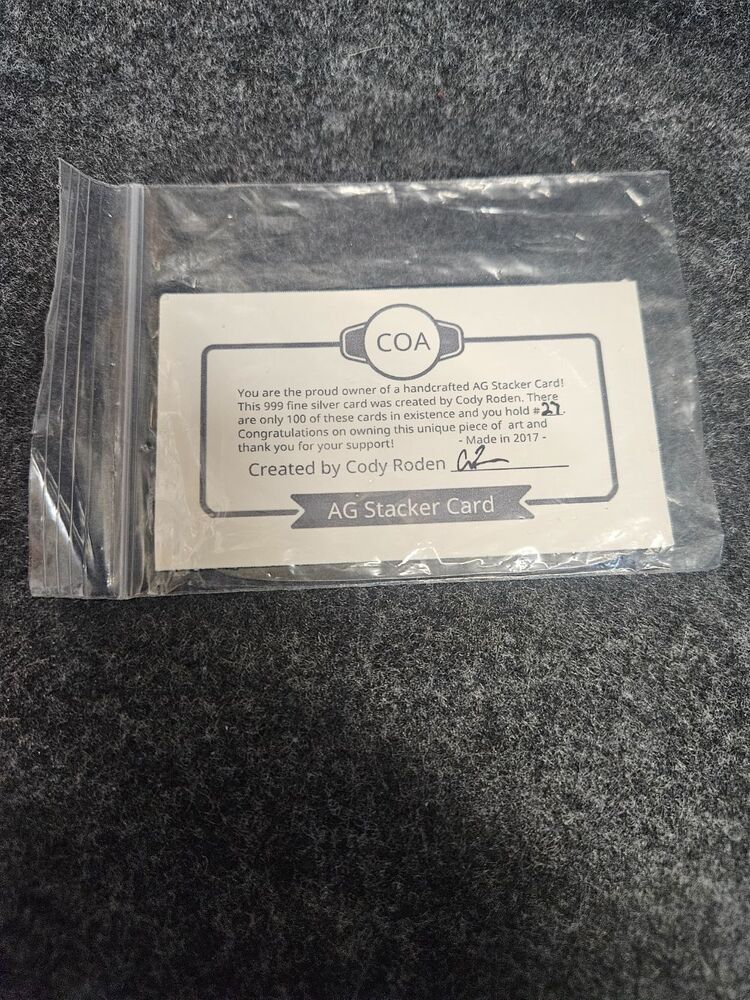 COA
You are the proud owner of a handcrafted AG Stacker Card!
This 999 fine silver card was created by Cody Roden. There
are only 100 of these cards in existence and you hold #27.
Congratulations on owning this unique piece of art and
thank you for your support! - Made in 2017 -
Created by Cody Roden
AG Stacker Card